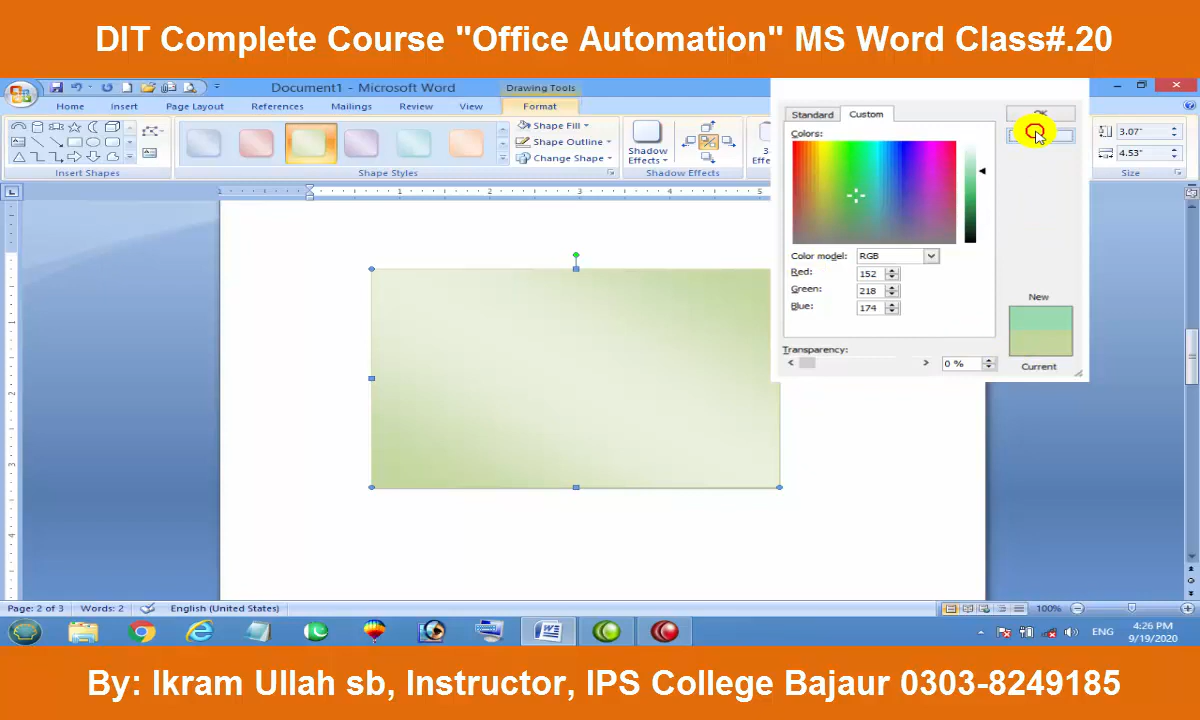 DIT Complete Course "Office Automation" MS Word Class#.20
Document1 - Microsoft Word
Drawing Tools
Home Insert Page Layout References Mailings Review View Format
Shape Fill
Shape Outline
Change Shape
Shadow
Effects
Insert Shapes
Shape Styles
Shadow Effects
3.07"
4.53"
Size
Standard Custom
OK
Colors:
Color model: RGB
Red: 152
Green: 218
Blue: 174
New
Current
Transparency:
0 %
Page: 2 of 3 Words: 2 English (United States) 100%
ENG
4:26 PM
9/19/2020
By: Ikram Ullah sb, Instructor, IPS College Bajaur 0303-8249185